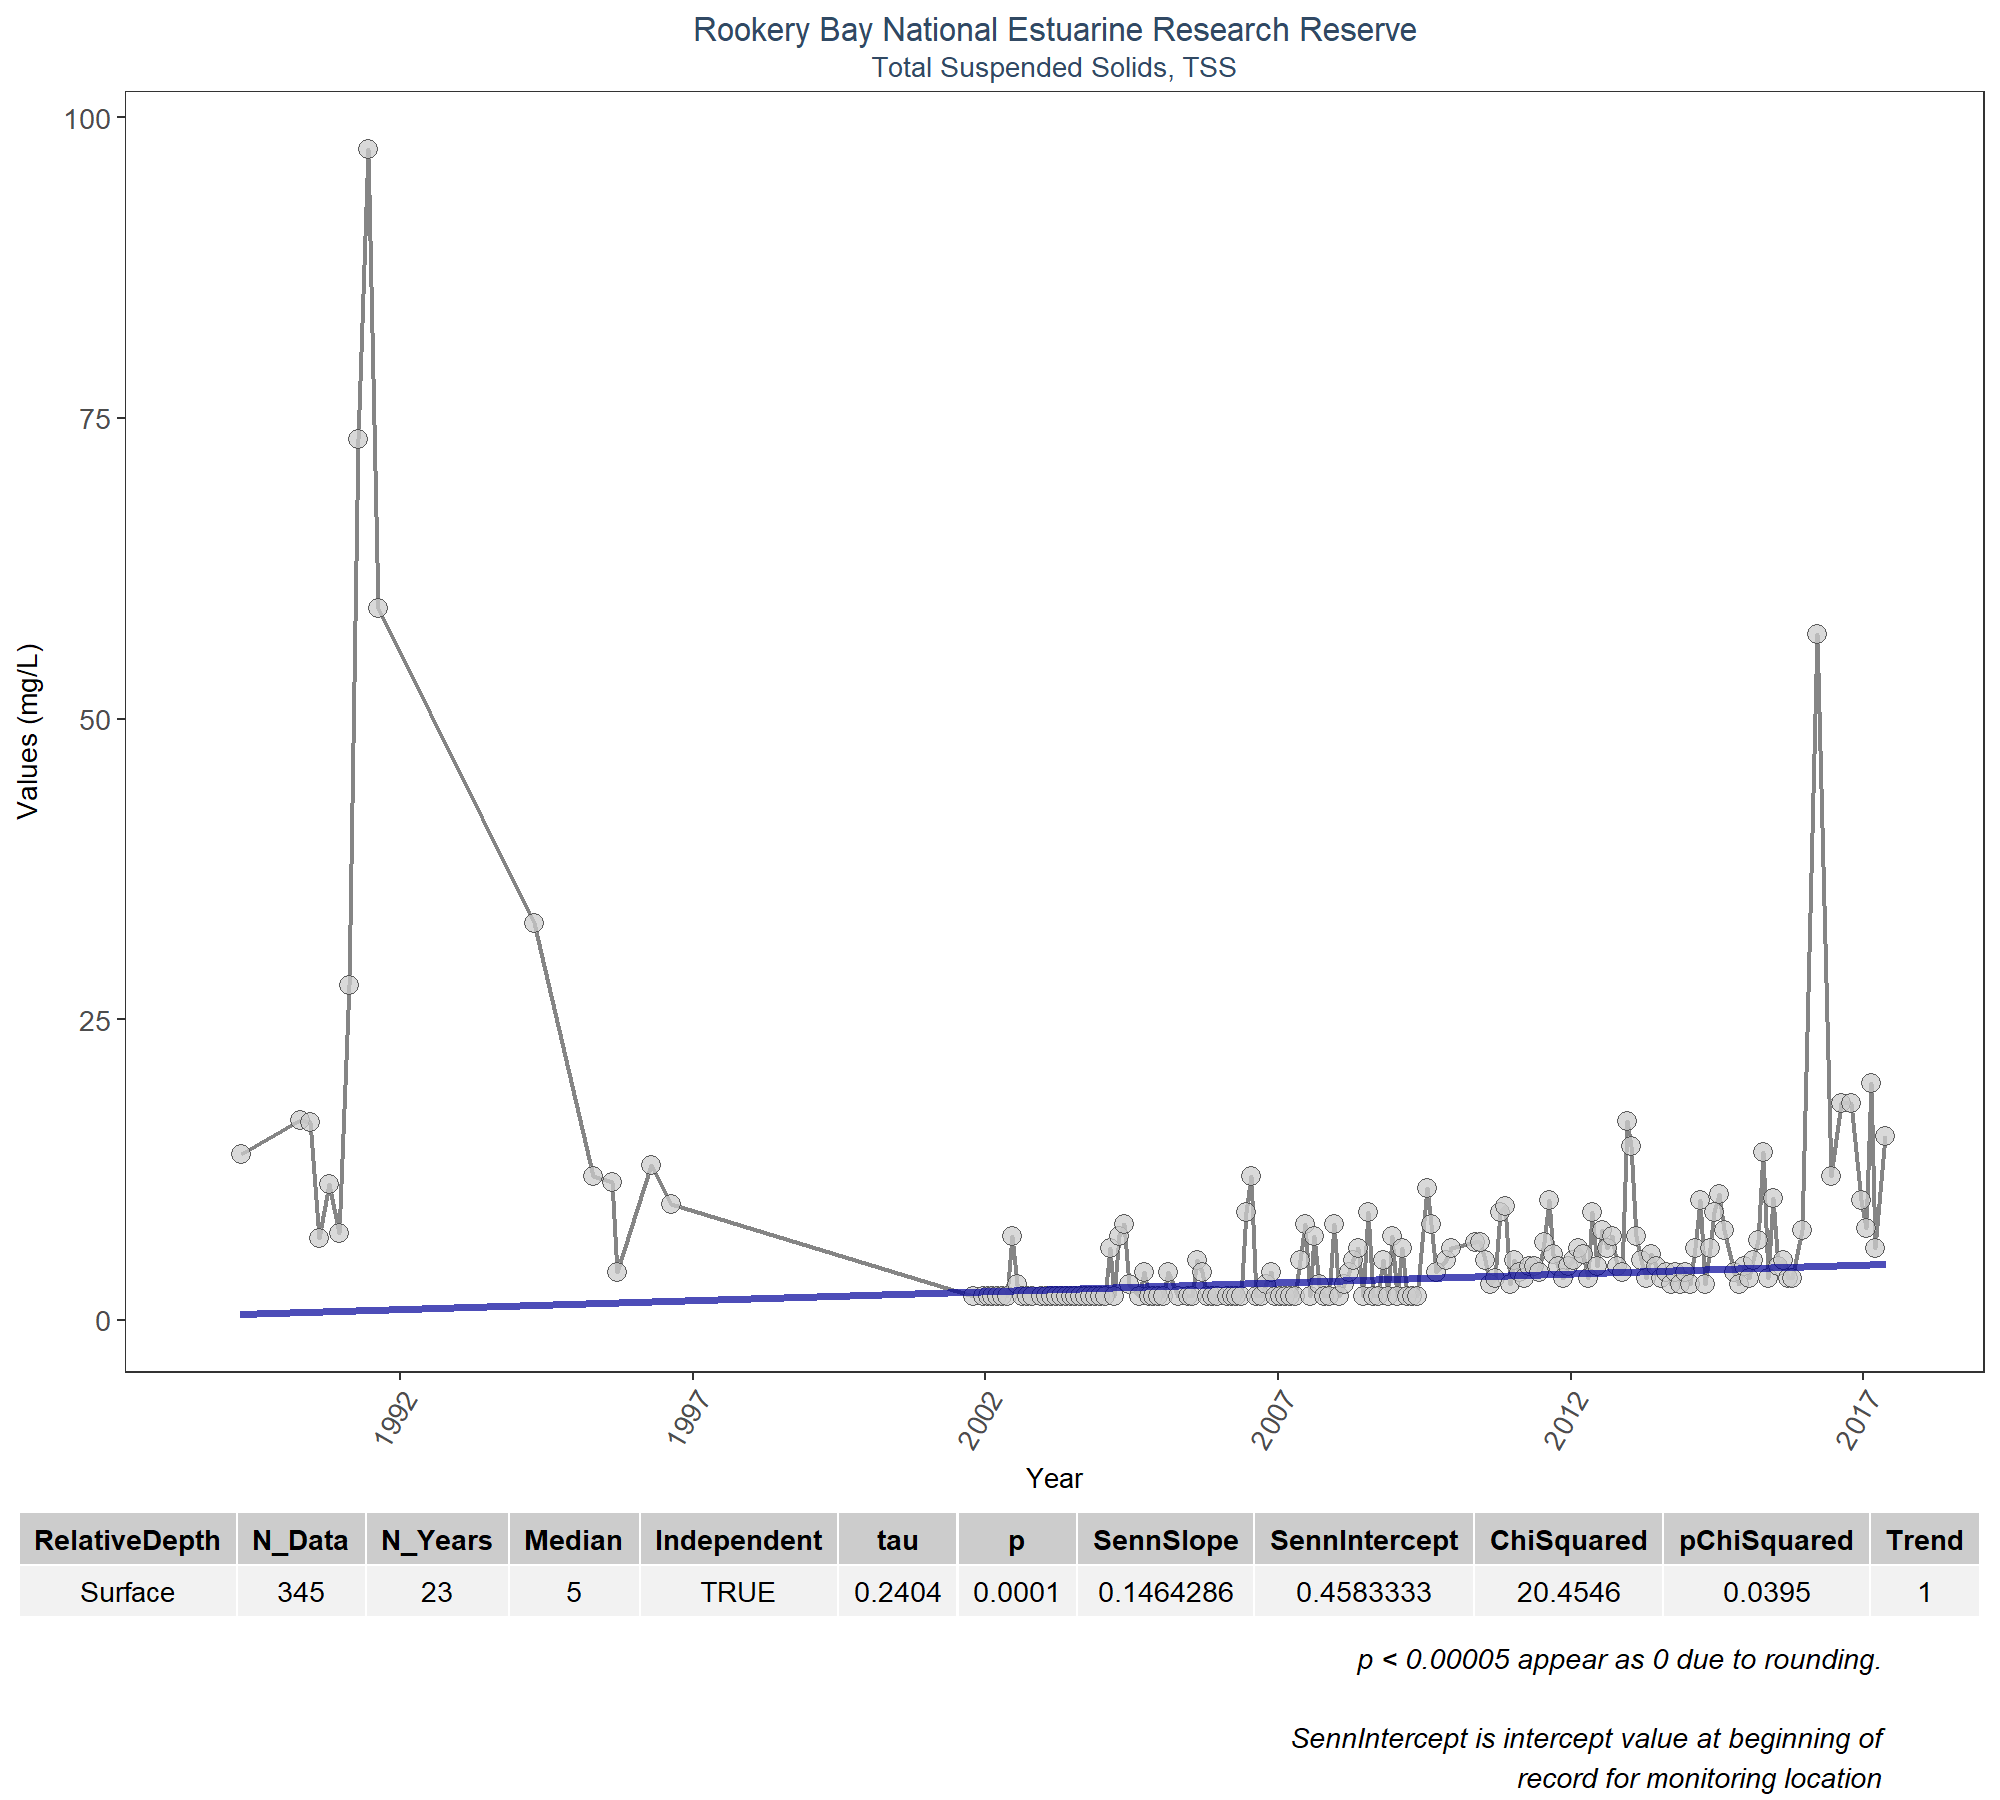 Rookery Bay National Estuarine Research Reserve
Total Suspended Solids, TSS
100
75
50
25
0
Values (mg/L)
1992
1997
2002
2007
2012
2017
Year
RelativeDepth N_Data N_Years Median Independent tau p SennSlope SennIntercept ChiSquared pChiSquared Trend
Surface 345 23 5 TRUE 0.2404 0.0001 0.1464286 0.4583333 20.4546 0.0395 1
p < 0.00005 appear as 0 due to rounding.
SennIntercept is intercept value at beginning of
record for monitoring location